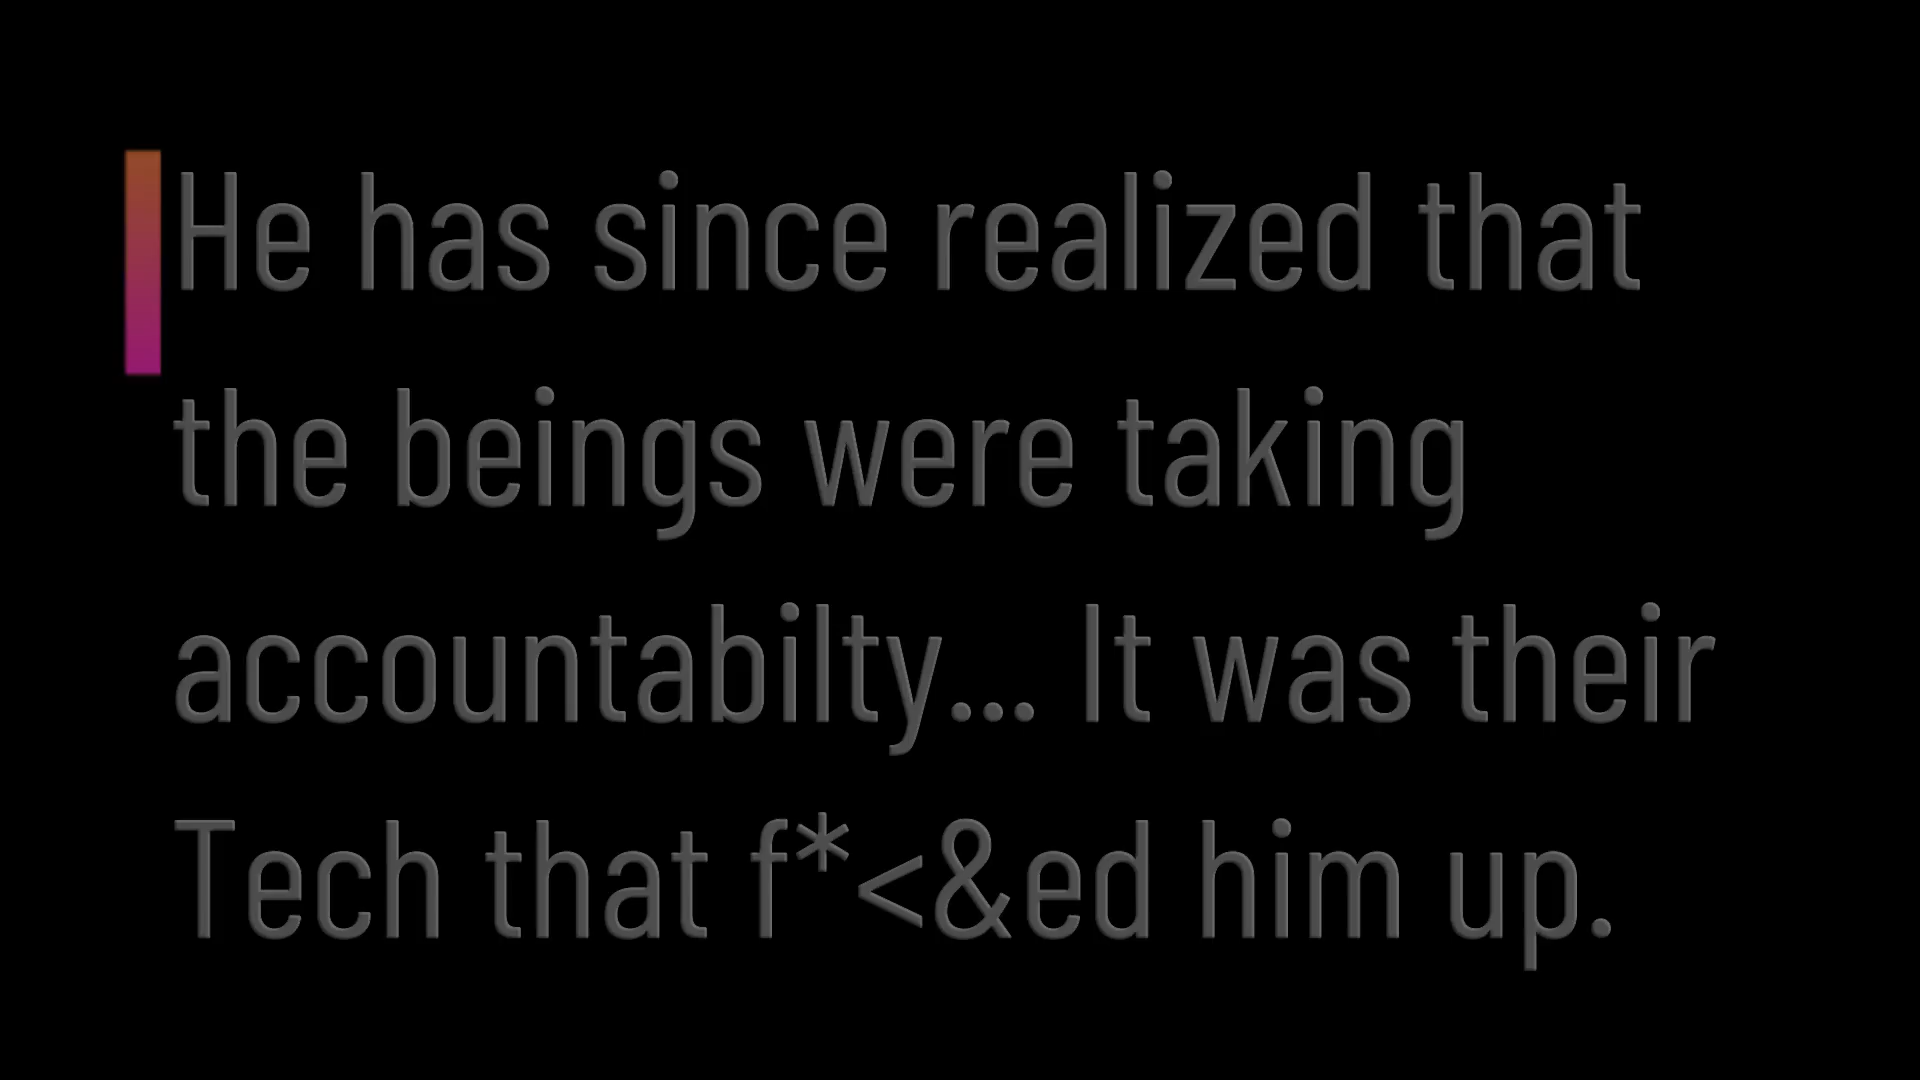 He has since realized that
the beings were taking
accountabilty... It was their
Tech that f*<&ed him up.